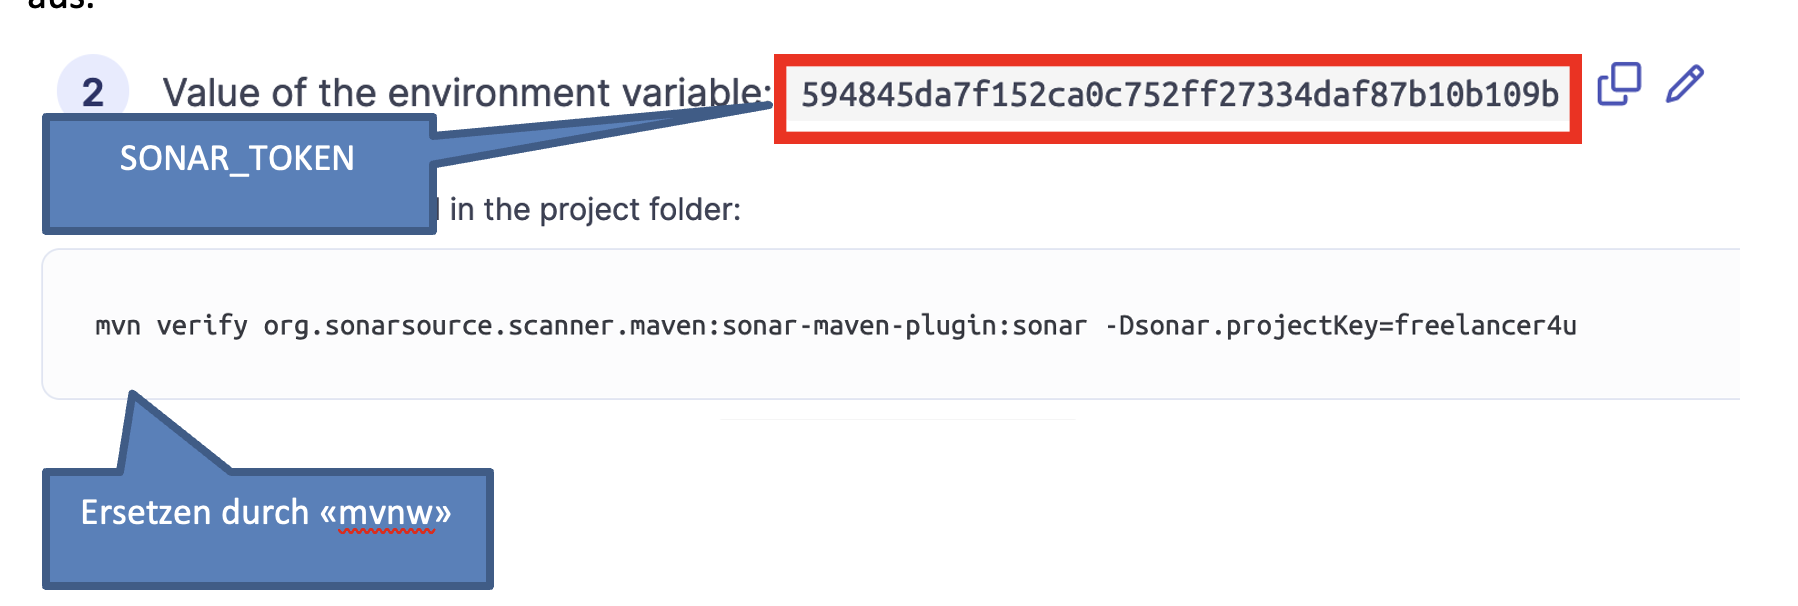 aus.
2 Value of the environment variable: 594845da7f152ca0c752ff27334daf87b10b109b
SONAR_TOKEN
in the project folder:
mvn verify org.sonarsource.scanner.maven:sonar-maven-plugin:sonar -Dsonar.projectKey=freelancer4u
Ersetzen durch «mvnw»